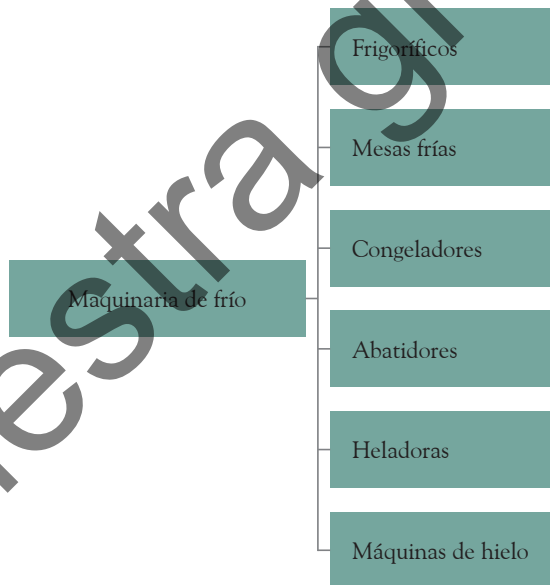 Maquinaria de frío
Frigoríficos
Mesas frías
Congeladores
Abatidores
Heladoras
Máquinas de hielo